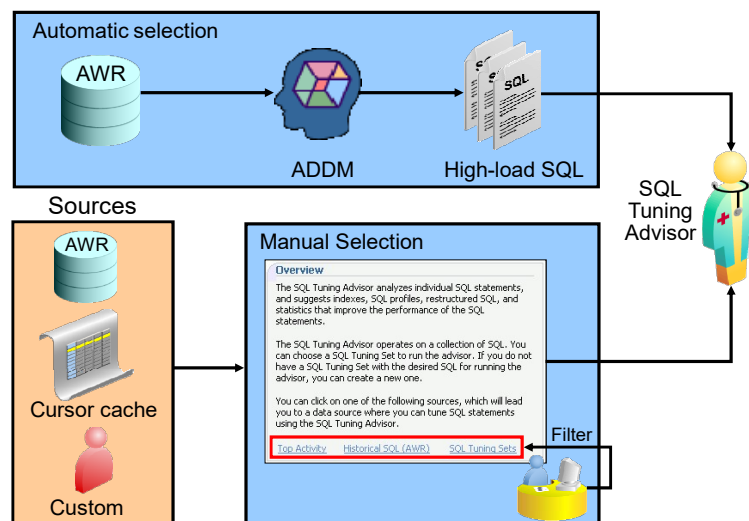 Automatic selection
AWR
SQL
ADDM
High-load SQL
SQL
Tuning
Advisor
Sources
AWR
Cursor cache
Custom
Manual Selection
Overview
The SQL Tuning Advisor analyzes individual SQL statements,
and suggests indexes, SQL profiles, restructured SQL, and
statistics that improve the performance of the SQL
statements.
The SQL Tuning Advisor operates on a collection of SQL. You
can choose a SQL Tuning Set to run the advisor. If you do not
have a SQL Tuning Set with the desired SQL for running the
advisor, you can create a new one.
You can click on one of the following sources, which will lead
you to a data source where you can tune SQL statements
using the SQL Tuning Advisor.
Top Activity Historical SQL (AWR) SQL Tuning Sets
Filter